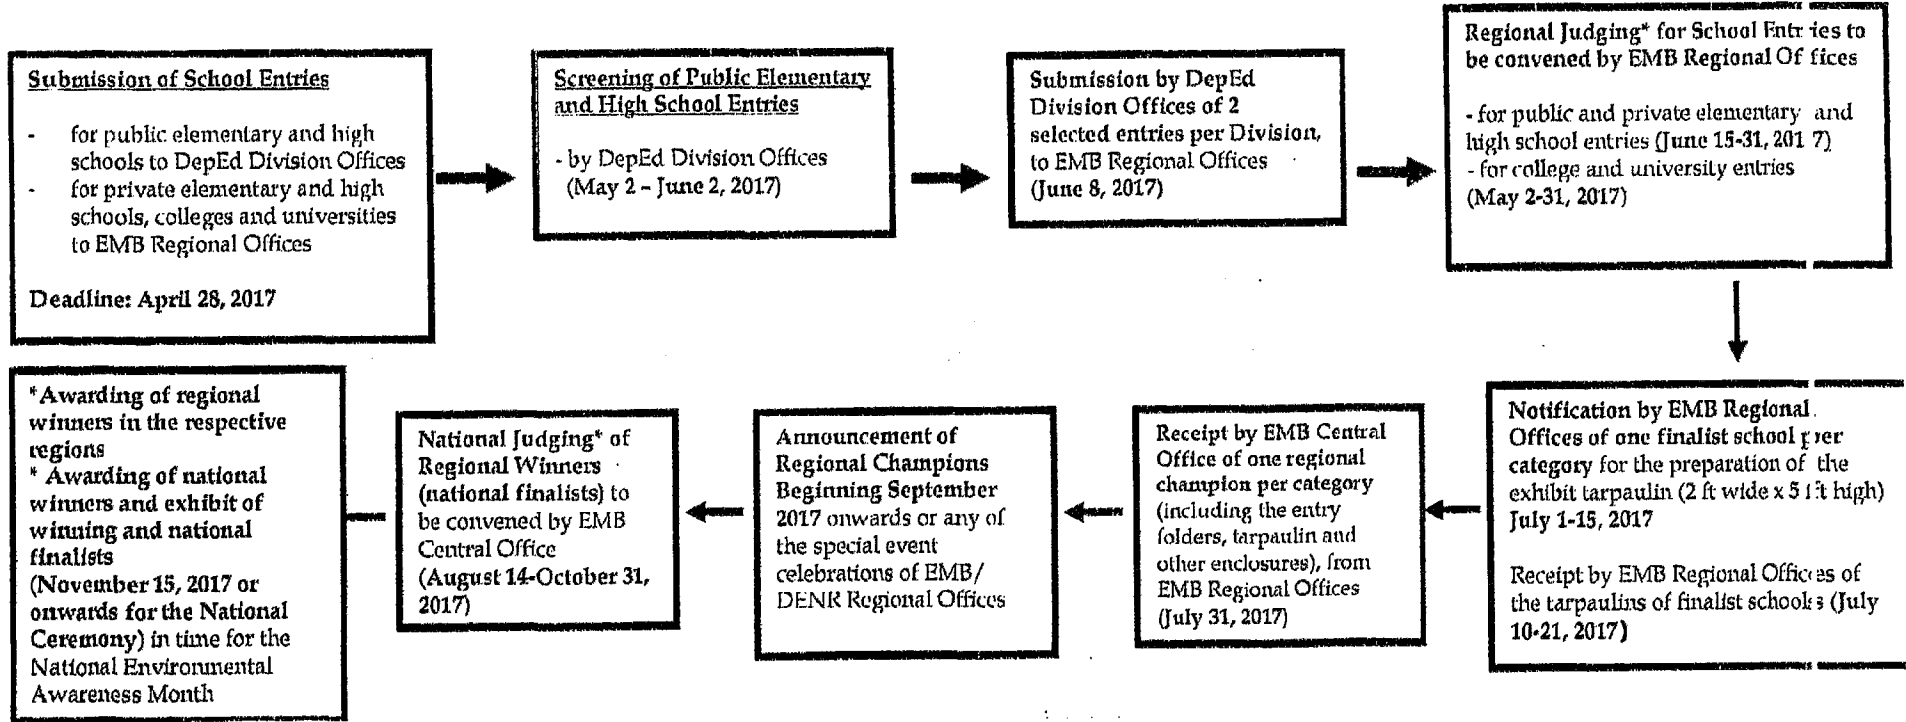 Submission of School Entries
- for public elementary and high
schools to DepEd Division Offices
- for private elementary and high
schools, colleges and universities
to EMB Regional Offices
Deadline: April 28, 2017
Screening of Public Elementary
and High School Entries
- by DepEd Division Offices
(May 2 – June 2, 2017)
Submission by DepEd
Division Offices of 2
selected entries per Division,
to EMB Regional Offices
(June 8, 2017)
Regional Judging* for School Entries to
be convened by EMB Regional Offices
- for public and private elementary and
high school entries (June 15-31, 2017)
- for college and university entries
(May 2-31, 2017)
Notification by EMB Regional
Offices of one finalist school per
category for the preparation of the
exhibit tarpaulin (2 ft wide x 5 ft high)
July 1-15, 2017
Receipt by EMB Regional Offices of
the tarpaulins of finalist schools (July
10-21, 2017)
Receipt by EMB Central
Office of one regional
champion per category
(including the entry
folders, tarpaulin and
other enclosures), from
EMB Regional Offices
(July 31, 2017)
Announcement of
Regional Champions
Beginning September
2017 onwards or any of
the special event
celebrations of EMB/
DENR Regional Offices
National Judging* of
Regional Winners
(national finalists) to
be convened by EMB
Central Office
(August 14-October 31,
2017)
*Awarding of regional
winners in the respective
regions
* Awarding of national
winners and exhibit of
winning and national
finalists
(November 15, 2017 or
onwards for the National
Ceremony) in time for the
National Environmental
Awareness Month